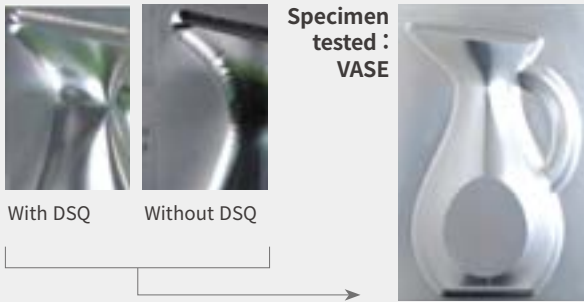 Specimen
tested :
VASE
With DSQ
Without DSQ